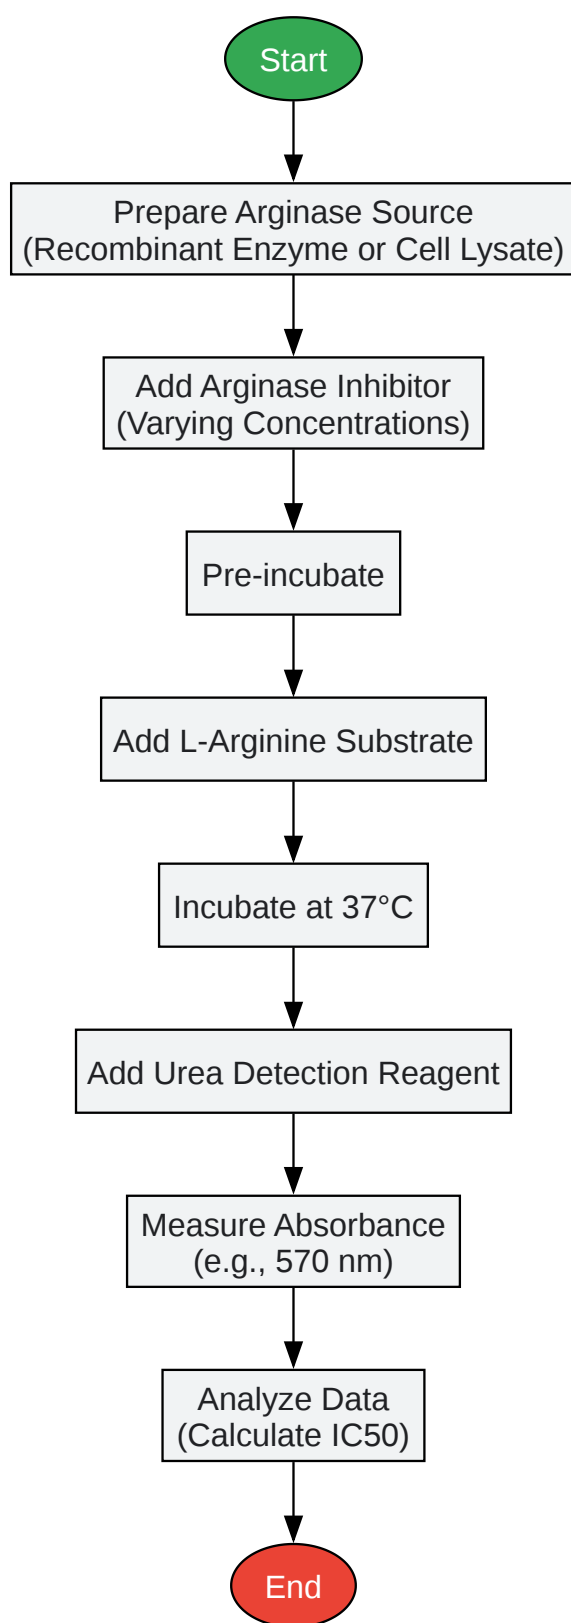 Start
Prepare Arginase Source
(Recombinant Enzyme or Cell Lysate)
Add Arginase Inhibitor
(Varying Concentrations)
Pre-incubate
Add L-Arginine Substrate
Incubate at 37°C
Add Urea Detection Reagent
Measure Absorbance
(e.g., 570 nm)
Analyze Data
(Calculate IC50)
End